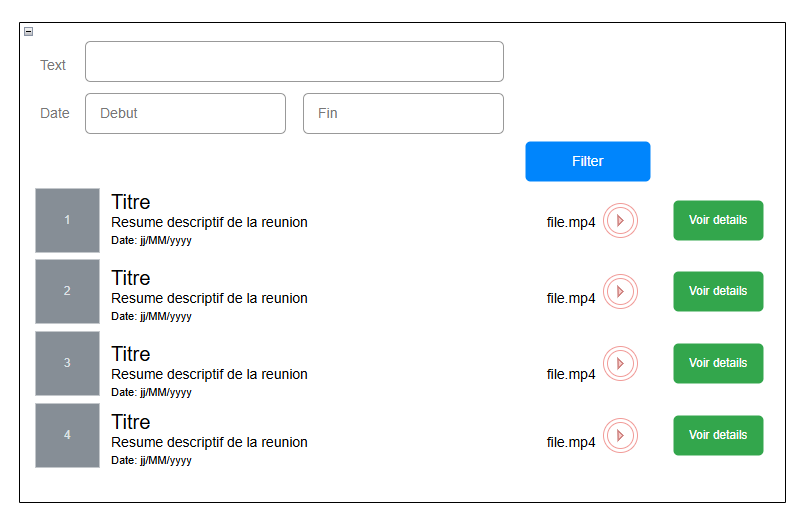 Text
Date Debut Fin
Filter
1
Titre
Resume descriptif de la reunion
Date: jj/MM/yyyy
file.mp4
Voir details
2
Titre
Resume descriptif de la reunion
Date: jj/MM/yyyy
file.mp4
Voir details
3
Titre
Resume descriptif de la reunion
Date: jj/MM/yyyy
file.mp4
Voir details
4
Titre
Resume descriptif de la reunion
Date: jj/MM/yyyy
file.mp4
Voir details